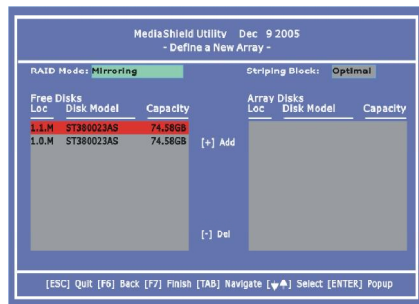 MediaShield Utility Dec 9 2005
- Define a New Array -
RAID Mode: Mirroring Striping Block: Optimal
Free Disks Array Disks
Loc Disk Model Capacity Loc Disk Model Capacity
1.1.M ST380023AS 74.58GB
1.0.M ST380023AS 74.58GB
[+] Add
[-] Del
[ESC] Quit [F6] Back [F7] Finish [TAB] Navigate [↓↑] Select [ENTER] Popup